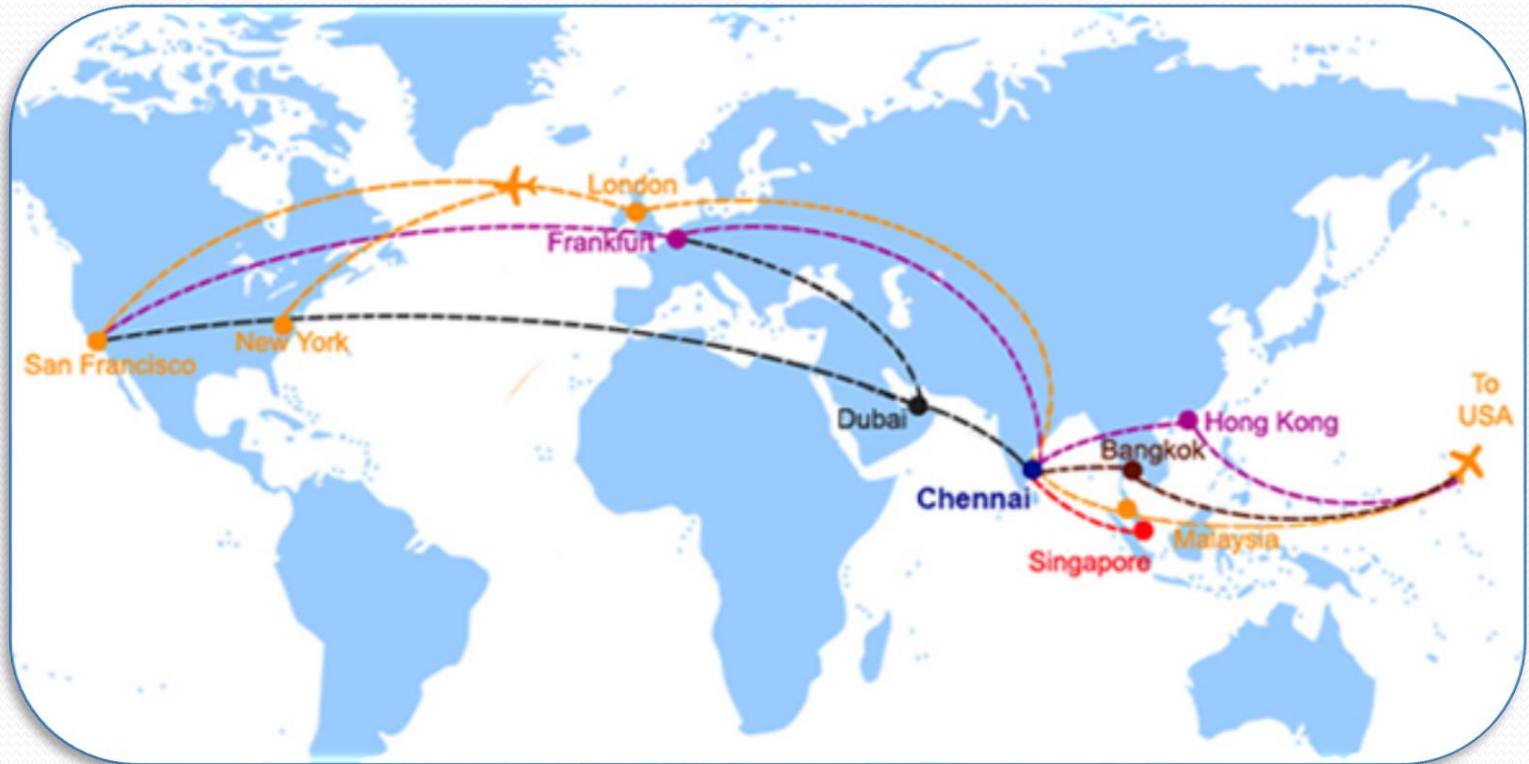 London
Frankfurt
New York
San Francisco
To
USA
Dubai
Hong Kong
Bangkok
Chennai
Malaysia
Singapore